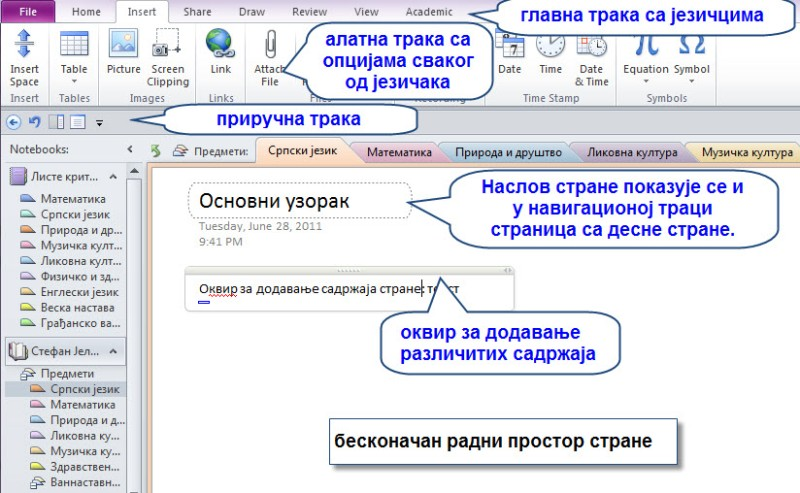 File Home Insert Share Draw Review View Academic
главна трака са језичцима
алатна трака са
опцијама сваког
од језичака
Insert Space
Table
Picture
Screen Clipping
Link
Attach File
Date
Time
Date & Time
Equation
Symbol
Insert Tables Images Links Files Recording Time Stamp Symbols
приручна трака
Notebooks:
Предмети: Српски језик Математика Природа и друштво Ликовна култура Музичка култура
Листе крит...
Математика
Српски језик
Природа и др...
Музичка култ...
Ликовна култ...
Физичко и зд...
Енглески језик
Веска настава
Грађанско ва...
Стефан Јел...
Предмети
Српски језик
Математика
Природа и д...
Ликовна ку...
Музичка ку...
Здравствен...
Ваннаставн...
Основни узорак
Tuesday, June 28, 2011
9:41 PM
Наслов стране показује се и
у навигационој траци
страница са десне стране.
Оквир за додавање садржаја стране:
оквир за додавање
различитих садржаја
бесконачан радни простор стране